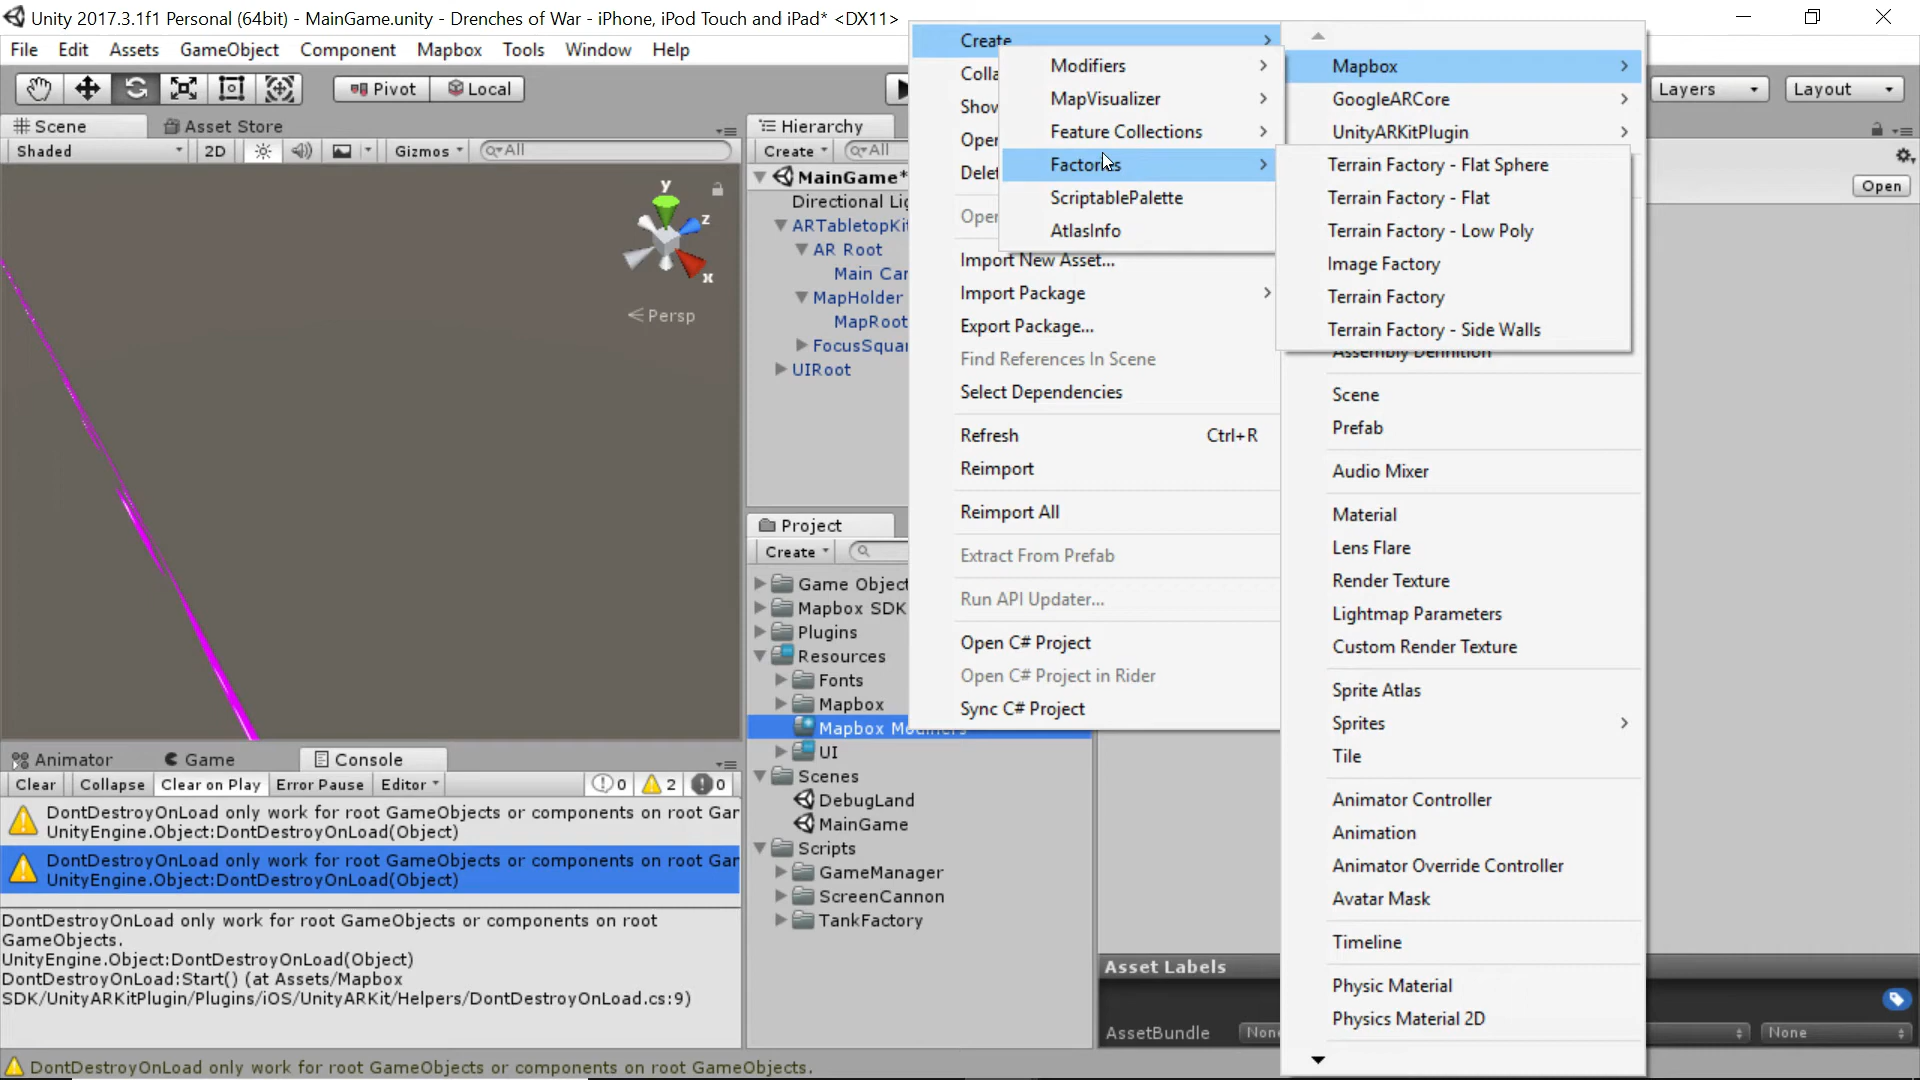 Unity 2017.3.1f1 Personal (64bit) - MainGame.unity - Drenches of War - iPhone, iPod Touch and iPad* <DX11>
File Edit Assets GameObject Component Mapbox Tools Window Help
Pivot Local
Layers Layout
Scene Asset Store
Shaded 2D Gizmos All
y
z
x
Persp
Hierarchy
Create All
MainGame*
Directional Lig
ARTabletopKit
AR Root
Main Car
MapHolder
MapRoot
FocusSquar
UIRoot
Project
Create
Game Object
Mapbox SDK
Plugins
Resources
Fonts
Mapbox
Mapbox Modifiers
UI
Scenes
DebugLand
MainGame
Scripts
GameManager
ScreenCannon
TankFactory
Create
Colla
Show
Open
Delet
Open
Import New Asset...
Import Package
Export Package...
Find References In Scene
Select Dependencies
Refresh Ctrl+R
Reimport
Reimport All
Extract From Prefab
Run API Updater...
Open C# Project
Open C# Project in Rider
Sync C# Project
Modifiers
MapVisualizer
Feature Collections
Factories
ScriptablePalette
AtlasInfo
Mapbox
GoogleARCore
UnityARKitPlugin
Terrain Factory - Flat Sphere
Terrain Factory - Flat
Terrain Factory - Low Poly
Image Factory
Terrain Factory
Terrain Factory - Side Walls
Assembly Definition
Scene
Prefab
Audio Mixer
Material
Lens Flare
Render Texture
Lightmap Parameters
Custom Render Texture
Sprite Atlas
Sprites
Tile
Animator Controller
Animation
Animator Override Controller
Avatar Mask
Timeline
Physic Material
Physics Material 2D
Open
Asset Labels
AssetBundle None None
Animator Game Console
Clear Collapse Clear on Play Error Pause Editor 0 2 0
DontDestroyOnLoad only work for root GameObjects or components on root Gar
UnityEngine.Object:DontDestroyOnLoad(Object)
DontDestroyOnLoad only work for root GameObjects or components on root Gar
UnityEngine.Object:DontDestroyOnLoad(Object)
DontDestroyOnLoad only work for root GameObjects or components on root
GameObjects.
UnityEngine.Object:DontDestroyOnLoad(Object)
DontDestroyOnLoad:Start() (at Assets/Mapbox
SDK/UnityARKitPlugin/Plugins/iOS/UnityARKit/Helpers/DontDestroyOnLoad.cs:9)
DontDestroyOnLoad only work for root GameObjects or components on root GameObjects.